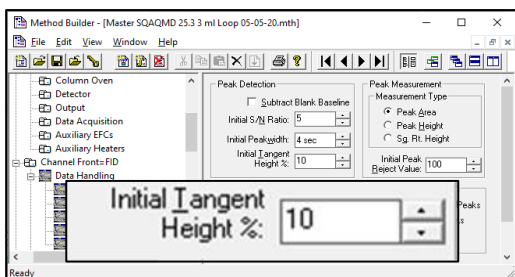 Method Builder - [Master SQAQMD 25.3 3 ml Loop 05-05-20.mth]
File Edit View Window Help
Column Oven
Detector
Output
Data Acquisition
Auxiliary EFCs
Auxiliary Heaters
Channel Front=FID
Data Handling
Peak Detection
Subtract Blank Baseline
Initial S/N Ratio: 5
Initial Peakwidth: 4 sec
Initial Tangent
Height %: 10
Peak Measurement
Measurement Type
Peak Area
Peak Height
Sq. Rt. Height
Initial Peak
Reject Value: 100
Peaks
Initial Tangent
Height %: 10
Ready